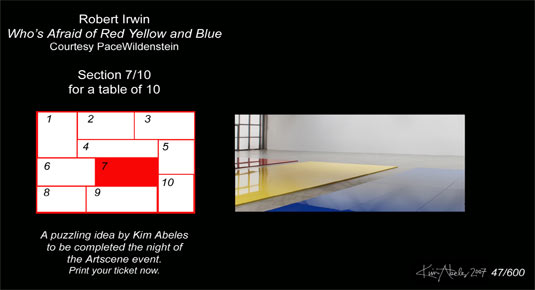 Robert Irwin
Who's Afraid of Red Yellow and Blue
Courtesy PaceWildenstein
Section 7/10
for a table of 10
1
2
3
4
5
6
7
8
9
10
A puzzling idea by Kim Abeles
to be completed the night of
the Artscene event.
Print your ticket now.
Kim Abeles 2007 47/600